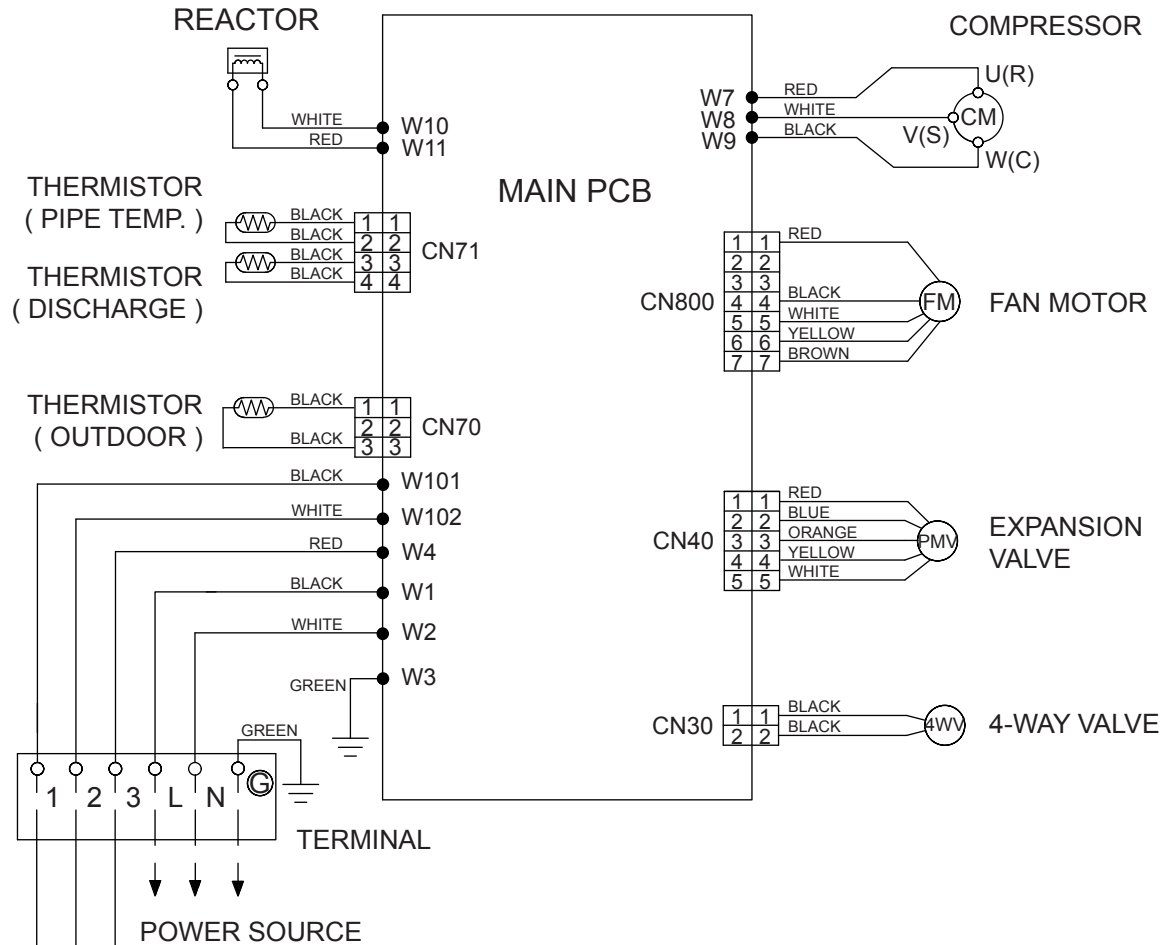 REACTOR
WHITE
RED
W10
W11
THERMISTOR
( PIPE TEMP. )
BLACK
BLACK
BLACK
BLACK
1 1
2 2
3 3
4 4
CN71
THERMISTOR
( DISCHARGE )
THERMISTOR
( OUTDOOR )
BLACK
BLACK
1 1
2 2
3 3
CN70
BLACK
W101
WHITE
W102
RED
W4
BLACK
W1
WHITE
W2
GREEN
W3
GREEN
1 2 3 L N G
TERMINAL
POWER SOURCE
MAIN PCB
COMPRESSOR
W7
W8
W9
RED
WHITE
BLACK
U(R)
V(S)
CM
W(C)
CN800
1 1
2 2
3 3
4 4
5 5
6 6
7 7
RED
BLACK
WHITE
YELLOW
BROWN
FM
FAN MOTOR
CN40
1 1
2 2
3 3
4 4
5 5
RED
BLUE
ORANGE
YELLOW
WHITE
PMV
EXPANSION
VALVE
CN30
1 1
2 2
BLACK
BLACK
4WV
4-WAY VALVE